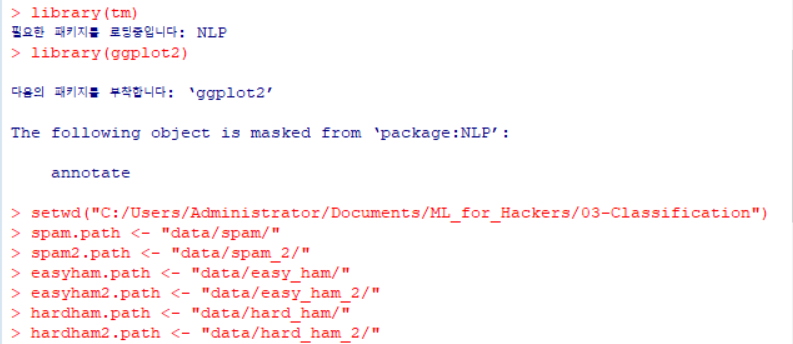 > library(tm)
필요한 패키지를 로딩중입니다: NLP
> library(ggplot2)
다음의 패키지를 부착합니다: ‘ggplot2’
The following object is masked from ‘package:NLP’:
annotate
> setwd("C:/Users/Administrator/Documents/ML_for_Hackers/03-Classification")
> spam.path <- "data/spam/"
> spam2.path <- "data/spam_2/"
> easyham.path <- "data/easy_ham/"
> easyham2.path <- "data/easy_ham_2/"
> hardham.path <- "data/hard_ham/"
> hardham2.path <- "data/hard_ham_2/"